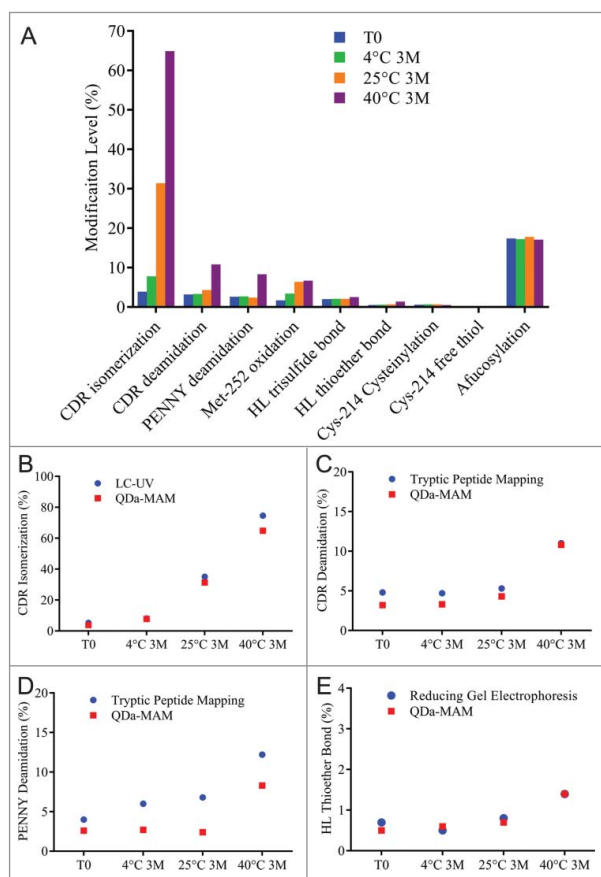 A
T0
4°C 3M
25°C 3M
40°C 3M
Modificaiton Level (%)
70
60
50
40
30
20
10
0
CDR isomerization
CDR deamidation
PENNY deamidation
Met-252 oxidation
HL trisulfide bond
HL thioether bond
Cys-214 Cysteinylation
Cys-214 free thiol
Afucosylation
B
LC-UV
QDa-MAM
CDR Isomerization (%)
100
80
60
40
20
0
T0 4°C 3M 25°C 3M 40°C 3M
C
Tryptic Peptide Mapping
QDa-MAM
CDR Deamidation (%)
20
15
10
5
0
T0 4°C 3M 25°C 3M 40°C 3M
D
Tryptic Peptide Mapping
QDa-MAM
PENNY Deamidation (%)
20
15
10
5
0
T0 4°C 3M 25°C 3M 40°C 3M
E
Reducing Gel Electrophoresis
QDa-MAM
HL Thioether Bond (%)
4
3
2
1
0
T0 4°C 3M 25°C 3M 40°C 3M